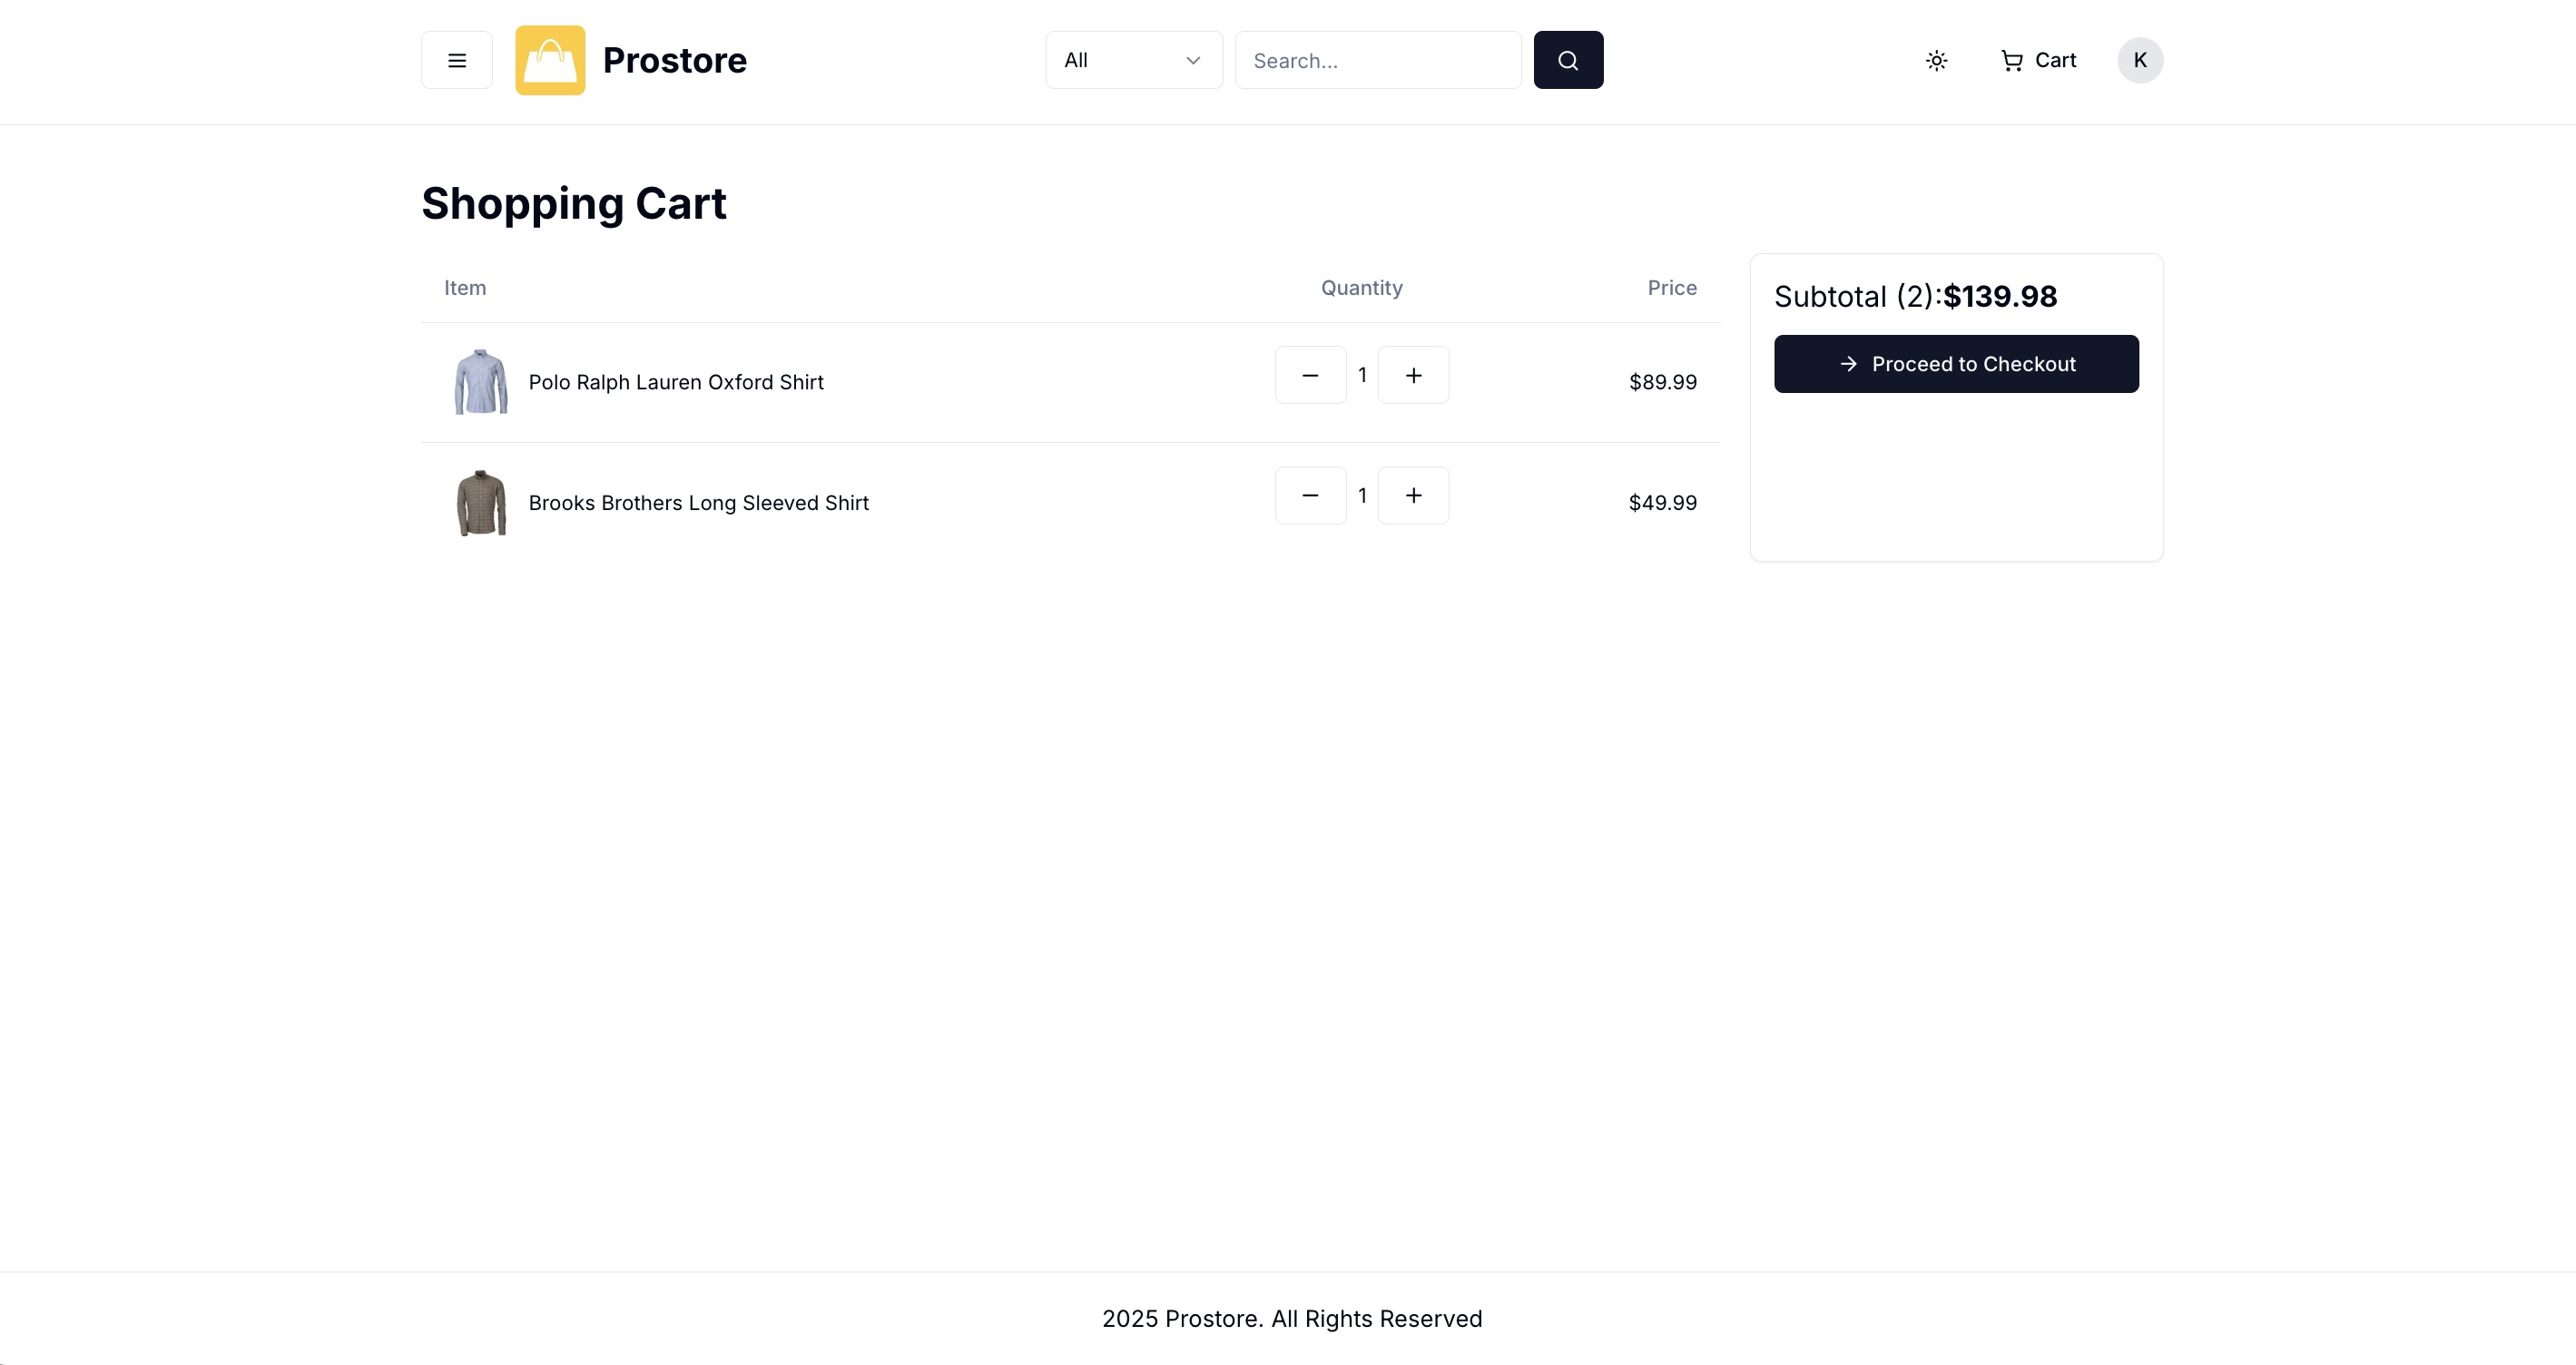 Prostore
All
Search...
Cart
K
Shopping Cart
Item Quantity Price
Polo Ralph Lauren Oxford Shirt 1 $89.99
Brooks Brothers Long Sleeved Shirt 1 $49.99
Subtotal (2):$139.98
Proceed to Checkout
2025 Prostore. All Rights Reserved